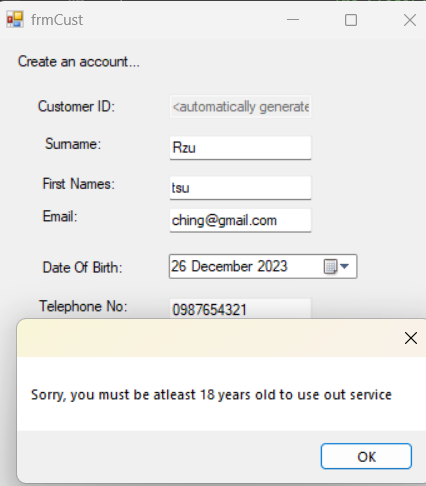 frmCust
Create an account...
Customer ID: <automatically generate
Surname: Rzu
First Names: tsu
Email: ching@gmail.com
Date Of Birth: 26 December 2023
Telephone No: 0987654321
Sorry, you must be atleast 18 years old to use out service
OK